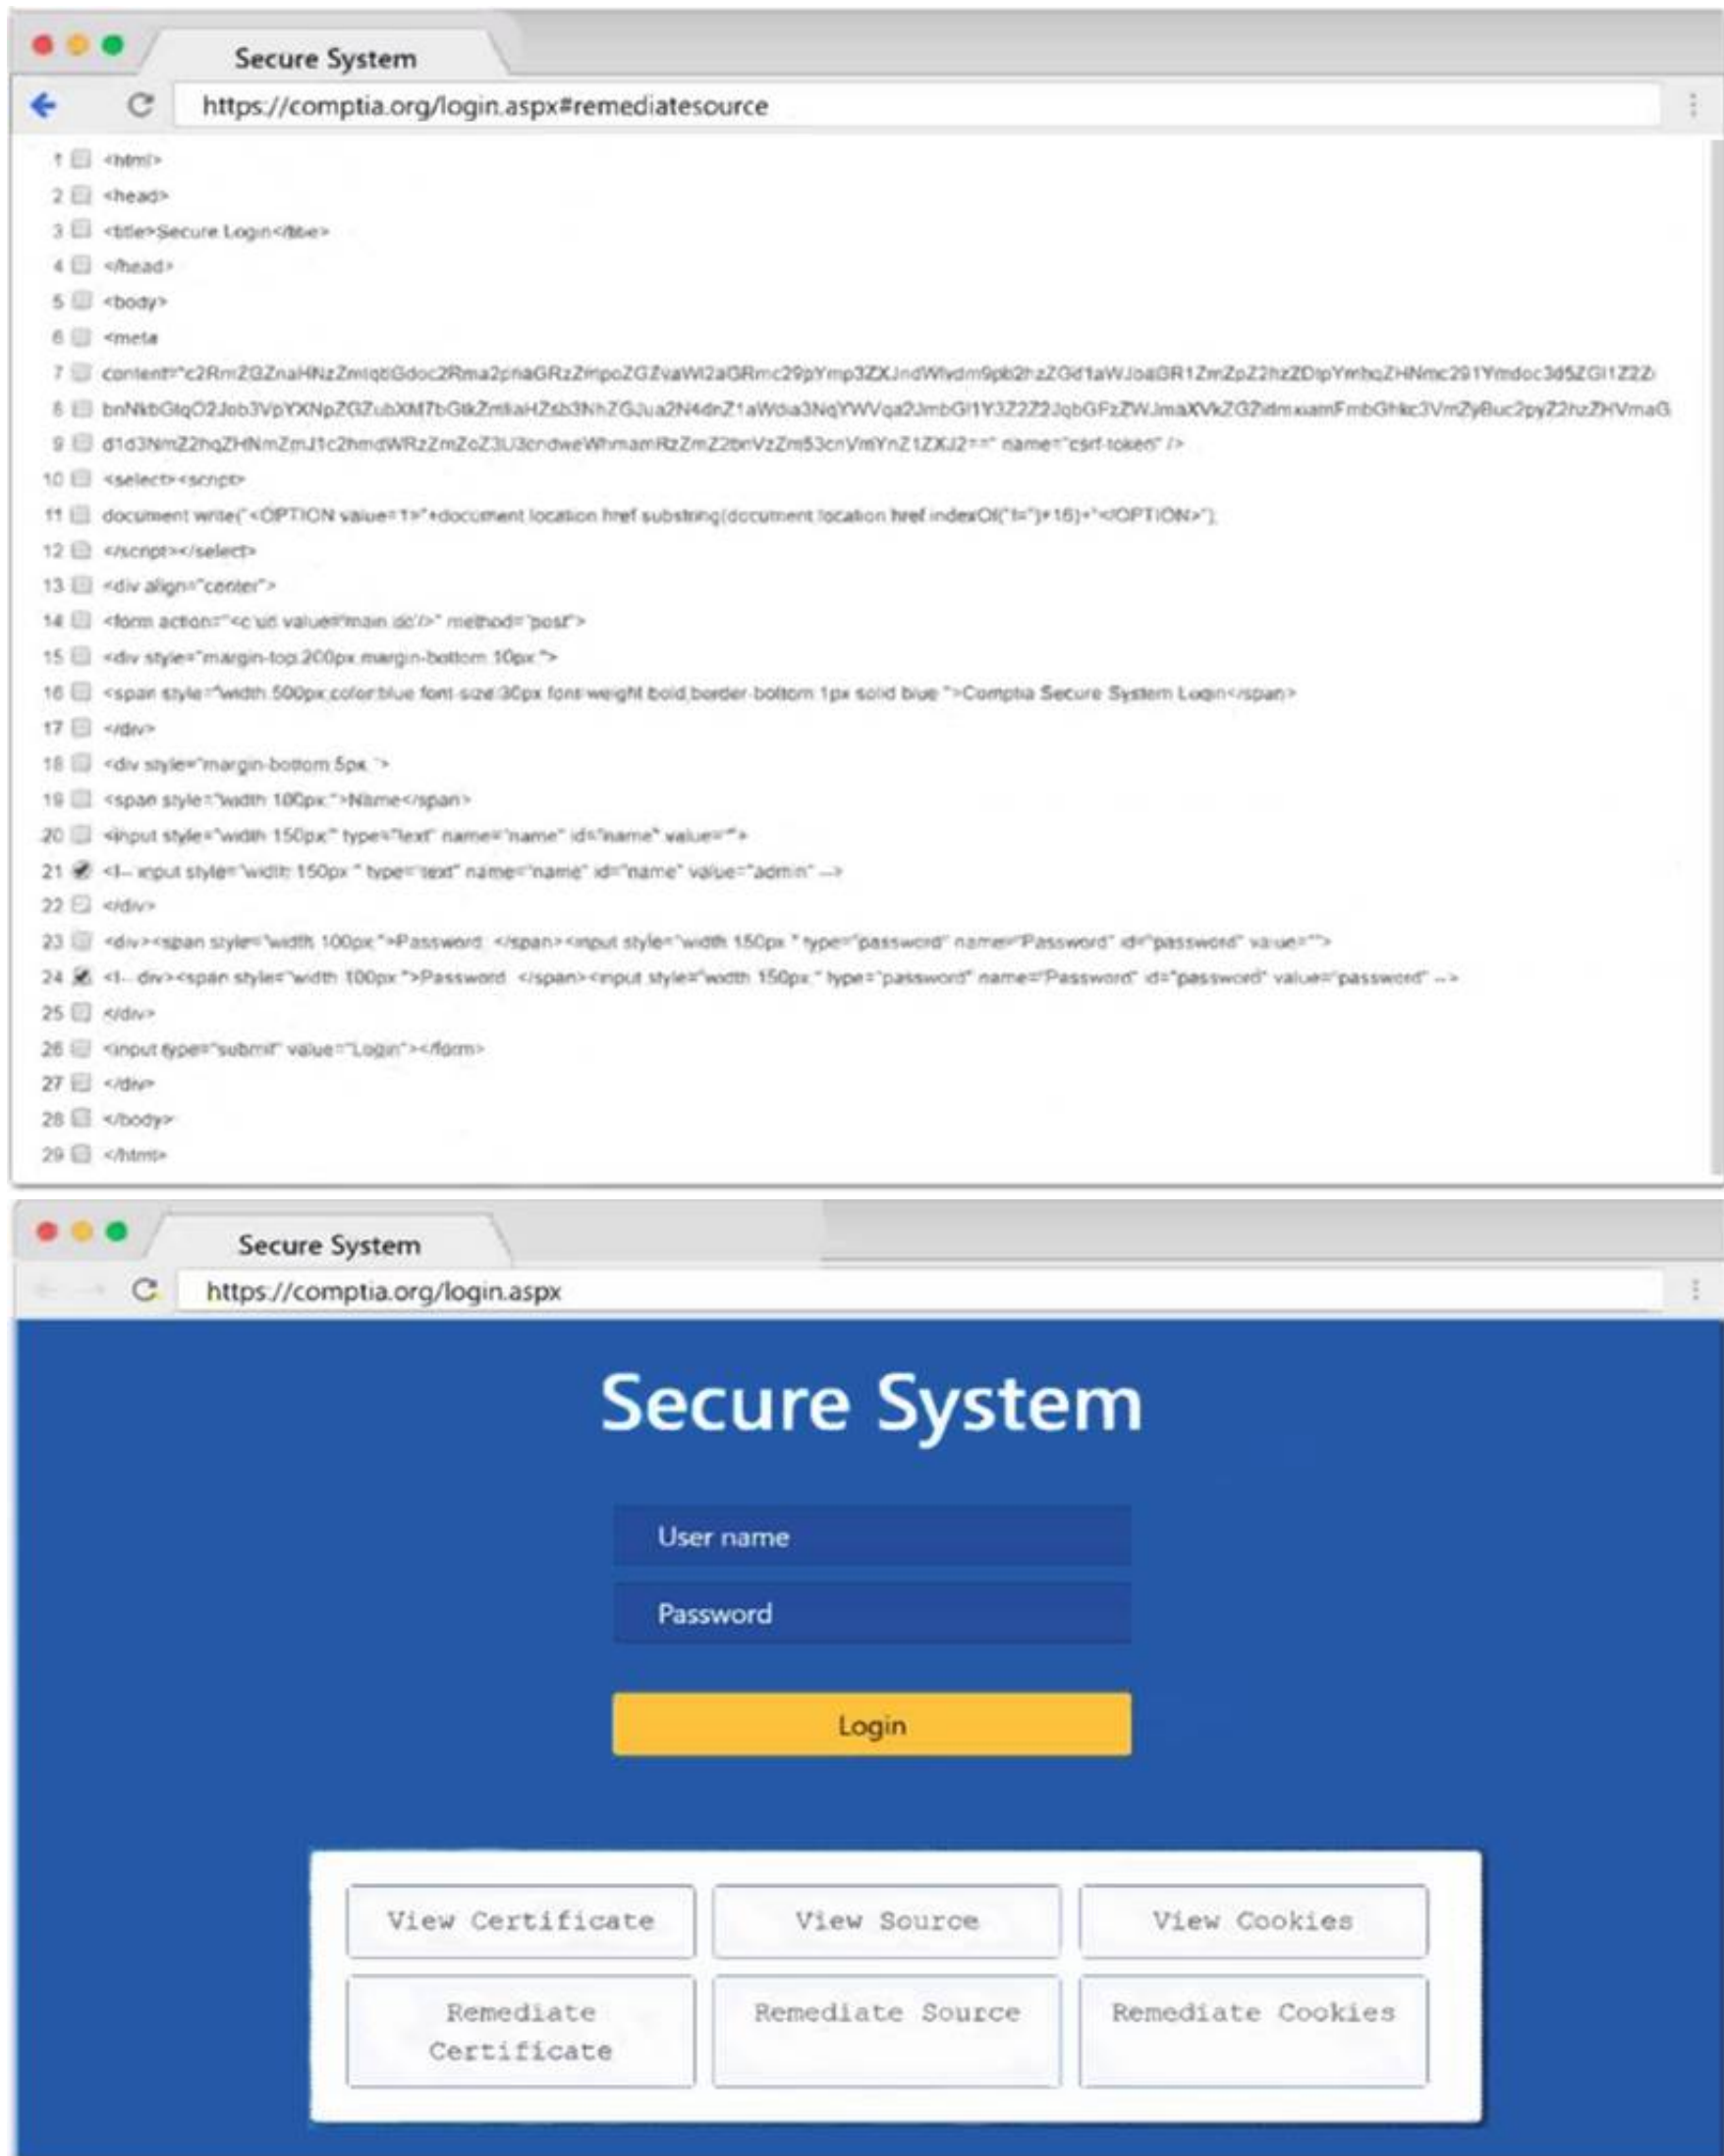 Secure System
https://comptia.org/login.aspx#remediatesource
1 <html>
2 <head>
3 <title>Secure Login</title>
4 </head>
5 <body>
6 <meta
7 content="
8
9 name="csrf-token" />
10 <select><script>
11 document.write("<OPTION value=1>"+document.location.href.substring(document.location.href.indexOf(
12 </script></select>
13 <div align="center">
14 <form action="<c:url value='main.do'/>" method="post">
15 <div style="margin-top:200px;margin-bottom:10px;">
16 <span style="width:500px;color:blue;font-size:30px;font-weight:bold;border-bottom:1px solid blue;">Comptia Secure System Login</span>
17 </div>
18 <div style="margin-bottom:5px;">
19 <span style="width:100px;">Name</span>
20 <input style="width:150px;" type="text" name="name" id="name" value="">
21 <!-- input style="width:150px;" type="text" name="name" id="name" value="admin" -->
22 </div>
23 <div><span style="width:100px;">Password: </span><input style="width:150px;" type="password" name="Password" id="password" value="">
24 <!-- div><span style="width:100px;">Password: </span><input style="width:150px;" type="password" name="Password" id="password" value="password" -->
25 </div>
26 <input type="submit" value="Login"></form>
27 </div>
28 </body>
29 </html>
Secure System
https://comptia.org/login.aspx
Secure System
User name
Password
Login
View Certificate
View Source
View Cookies
Remediate Certificate
Remediate Source
Remediate Cookies